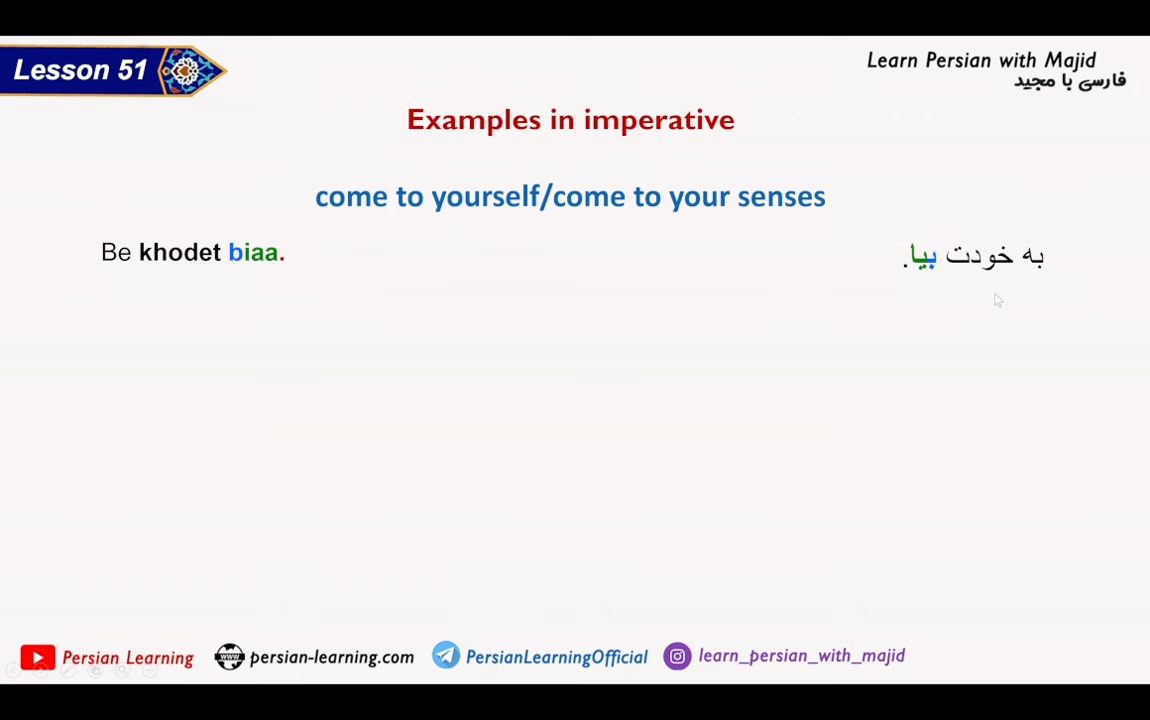 Lesson 51
Learn Persian with Majid
فارسی با مجید
Examples in imperative
come to yourself/come to your senses
Be khodet biaa.
به خودت بیا.
Persian Learning
www
persian-learning.com
PersianLearningOfficial
learn_persian_with_majid